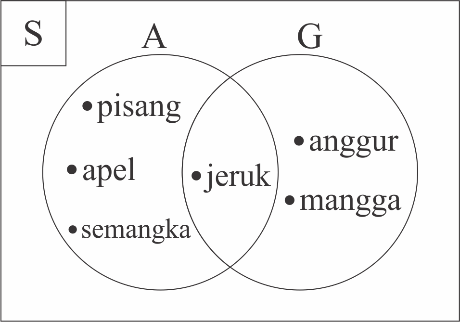 S
A G
•pisang
•anggur
•apel
•jeruk
•mangga
•semangka